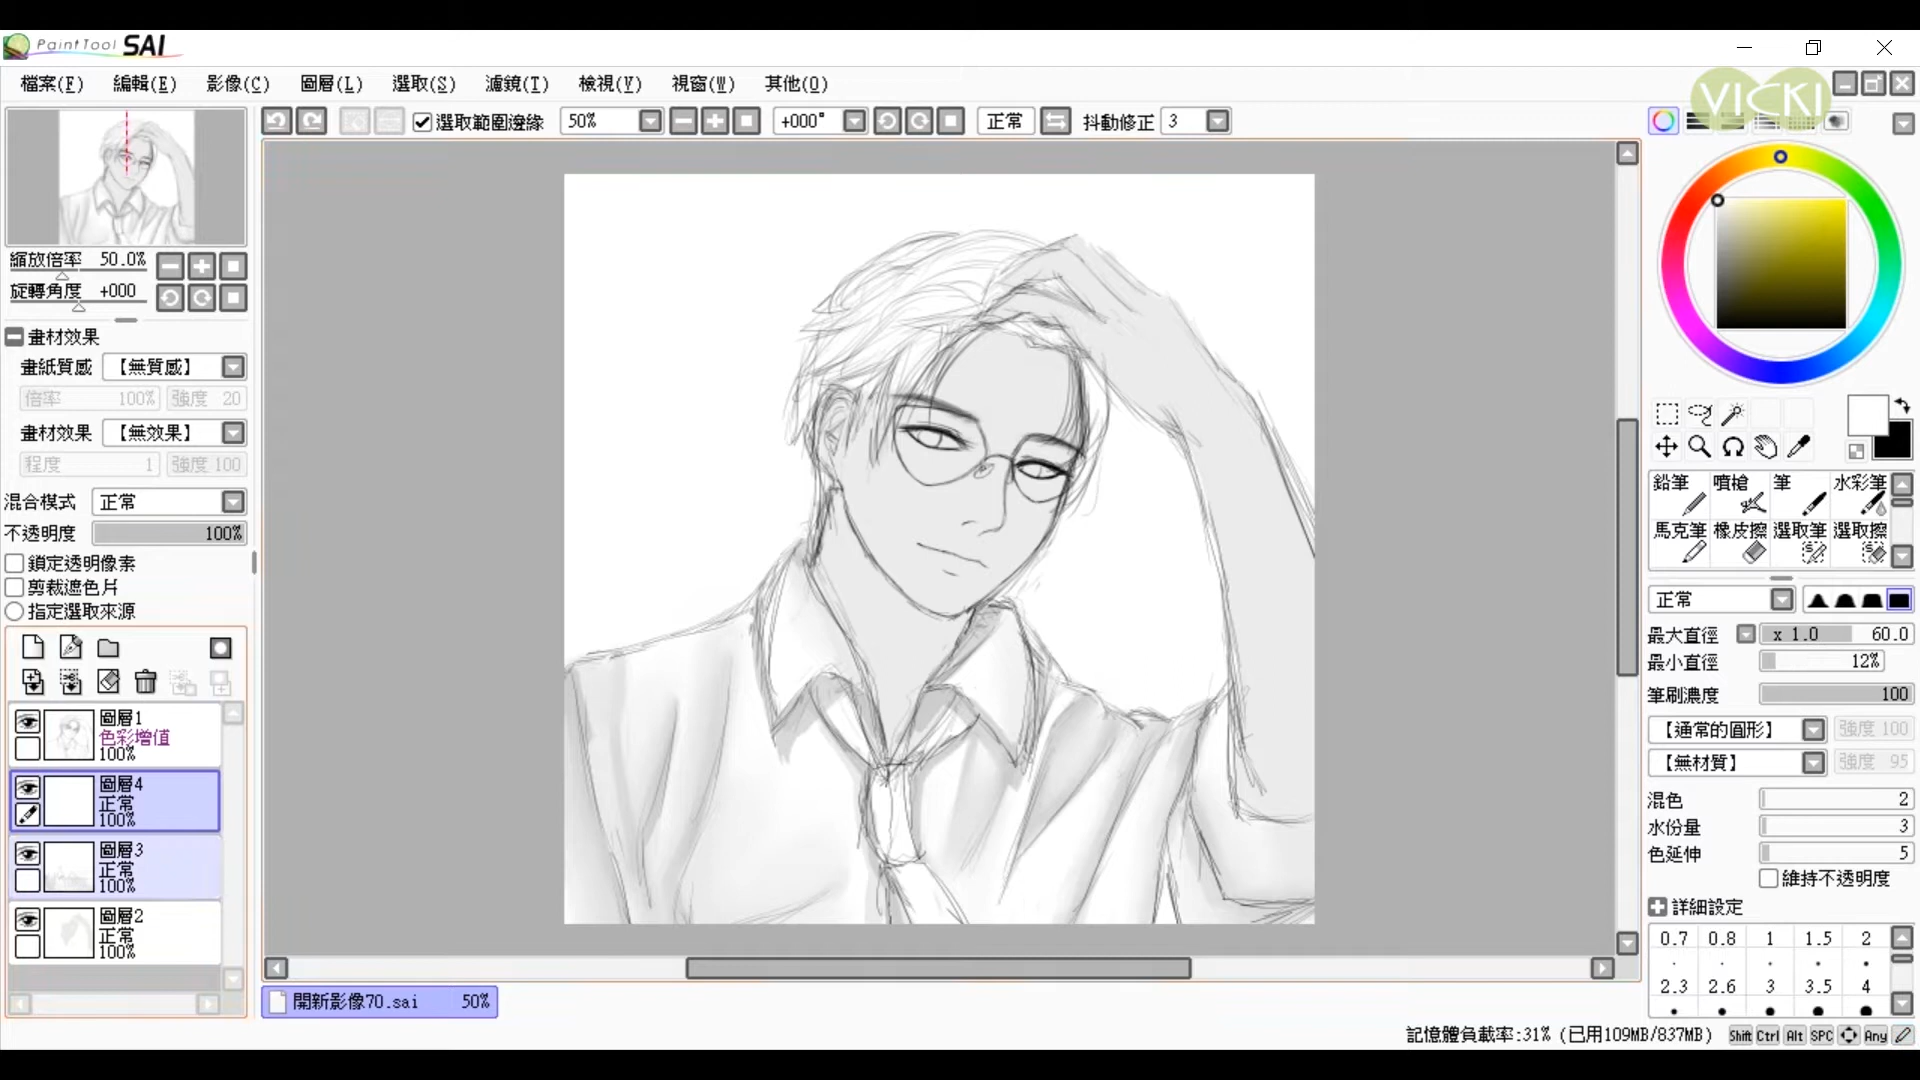 PaintTool SAI
檔案(F) 編輯(E) 影像(C) 圖層(L) 選取(S) 濾鏡(T) 檢視(V) 視窗(W) 其他(O)
VICKI
選取範圍邊緣 50% +000° 正常 抖動修正 3
縮放倍率 50.0%
旋轉角度 +000
畫材效果
畫紙質感 【無質感】
倍率 100% 強度 20
畫材效果 【無效果】
程度 1 強度 100
混合模式 正常
不透明度 100%
鎖定透明像素
剪裁遮色片
指定選取來源
圖層1
色彩增值
100%
圖層4
正常
100%
圖層3
正常
100%
圖層2
正常
100%
開新影像70.sai 50%
鉛筆 噴槍 筆 水彩筆
馬克筆 橡皮擦 選取筆 選取擦
正常
最大直徑 x 1.0 60.0
最小直徑 12%
筆刷濃度 100
【通常的圓形】 強度 100
【無材質】 強度 95
混色 2
水份量 3
色延伸 5
維持不透明度
詳細設定
0.7 0.8 1 1.5 2
2.3 2.6 3 3.5 4
記憶體負載率:31% (已用109MB/837MB) Shift Ctrl Alt SPC Any